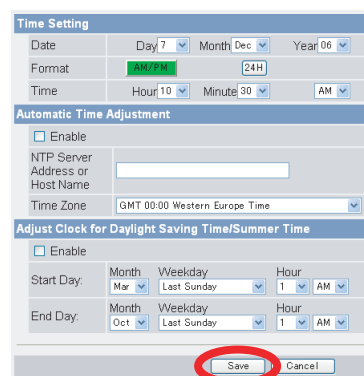 Time Setting
Date Day 7 Month Dec Year 06
Format AM/PM 24H
Time Hour 10 Minute 30 AM
Automatic Time Adjustment
Enable
NTP Server
Address or
Host Name
Time Zone GMT 00:00 Western Europe Time
Adjust Clock for Daylight Saving Time/Summer Time
Enable
Month Weekday Hour
Start Day: Mar Last Sunday 1 AM
Month Weekday Hour
End Day: Oct Last Sunday 1 AM
Save Cancel